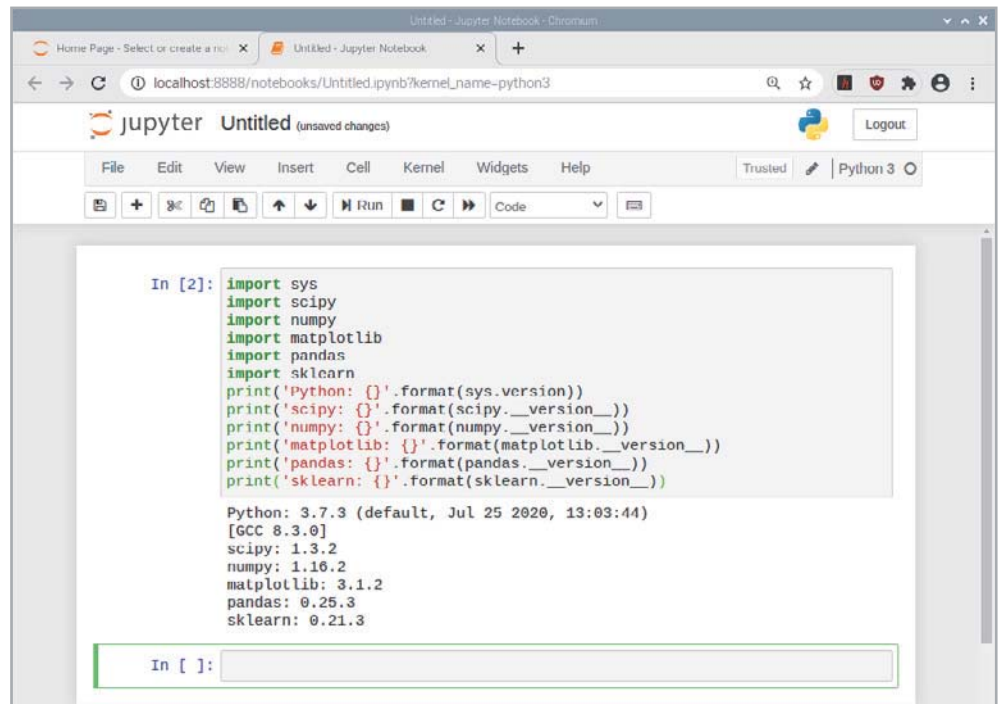 Untitled - Jupyter Notebook - Chromium
Home Page - Select or create a no
Untitled - Jupyter Notebook
localhost:8888/notebooks/Untitled.ipynb?kernel_name=python3
jupyter Untitled (unsaved changes)
Logout
File Edit View Insert Cell Kernel Widgets Help
Trusted Python 3
Run Code
In [2]: import sys
import scipy
import numpy
import matplotlib
import pandas
import sklearn
print('Python: {}'.format(sys.version))
print('scipy: {}'.format(scipy.__version__))
print('numpy: {}'.format(numpy.__version__))
print('matplotlib: {}'.format(matplotlib.__version__))
print('pandas: {}'.format(pandas.__version__))
print('sklearn: {}'.format(sklearn.__version__))
Python: 3.7.3 (default, Jul 25 2020, 13:03:44)
[GCC 8.3.0]
scipy: 1.3.2
numpy: 1.16.2
matplotlib: 3.1.2
pandas: 0.25.3
sklearn: 0.21.3
In [ ]: